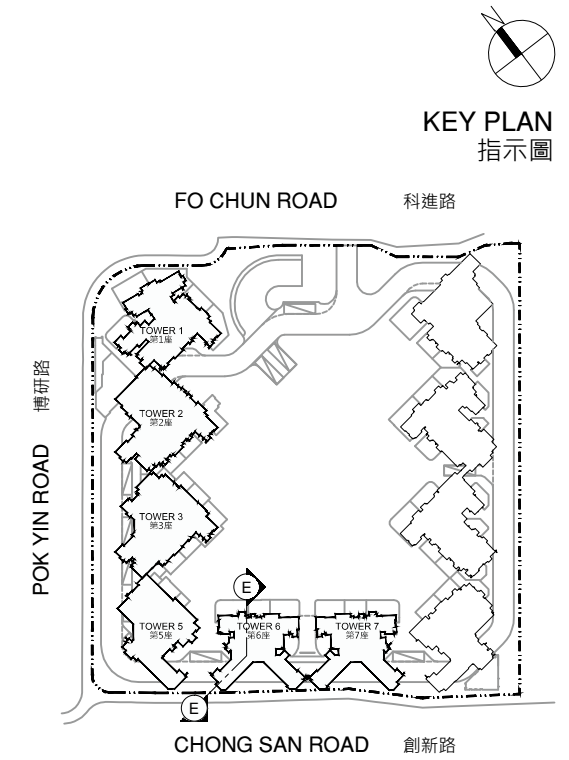 KEY PLAN
指示圖
FO CHUN ROAD 科進路
TOWER 1
第1座
博研路
POK YIN ROAD
TOWER 2
第2座
TOWER 3
第3座
E
TOWER 5
第5座
TOWER 6
第6座
TOWER 7
第7座
E
CHONG SAN ROAD 創新路